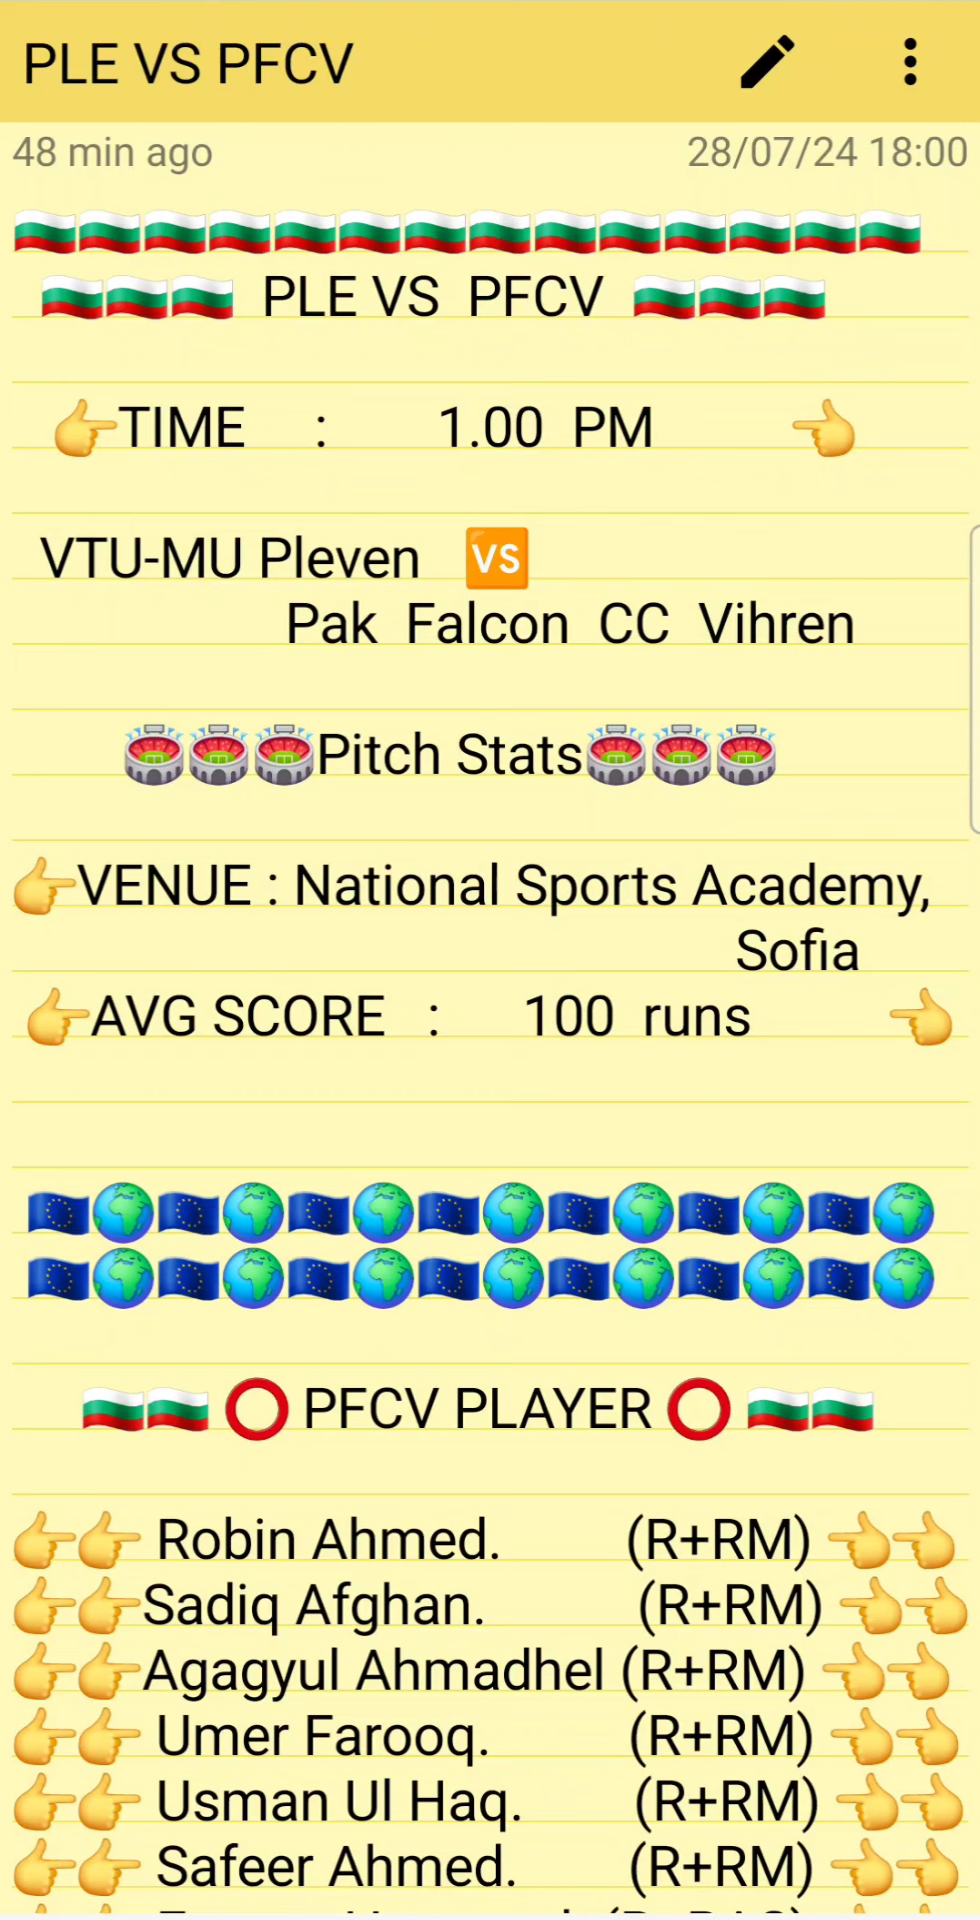 PLE VS PFCV
48 min ago 28/07/24 18:00
🇧🇬🇧🇬🇧🇬🇧🇬🇧🇬🇧🇬🇧🇬🇧🇬🇧🇬🇧🇬🇧🇬🇧🇬🇧🇬🇧🇬
🇧🇬🇧🇬🇧🇬 PLE VS PFCV 🇧🇬🇧🇬🇧🇬
👉TIME : 1.00 PM 👈
VTU-MU Pleven 🆚
Pak Falcon CC Vihren
🏟🏟🏟Pitch Stats🏟🏟🏟
👉VENUE : National Sports Academy,
Sofia
👉AVG SCORE : 100 runs 👈
🇪🇺🌍🇪🇺🌍🇪🇺🌍🇪🇺🌍🇪🇺🌍🇪🇺🌍🇪🇺🌍
🇪🇺🌍🇪🇺🌍🇪🇺🌍🇪🇺🌍🇪🇺🌍🇪🇺🌍🇪🇺🌍
🇧🇬🇧🇬 ⭕ PFCV PLAYER ⭕ 🇧🇬🇧🇬
👉👉 Robin Ahmed. (R+RM) 👈👈
👉👉Sadiq Afghan. (R+RM) 👈👈
👉👉Agagyul Ahmadhel (R+RM) 👈👈
👉👉 Umer Farooq. (R+RM) 👈👈
👉👉 Usman Ul Haq. (R+RM) 👈👈
👉👉 Safeer Ahmed. (R+RM) 👈👈